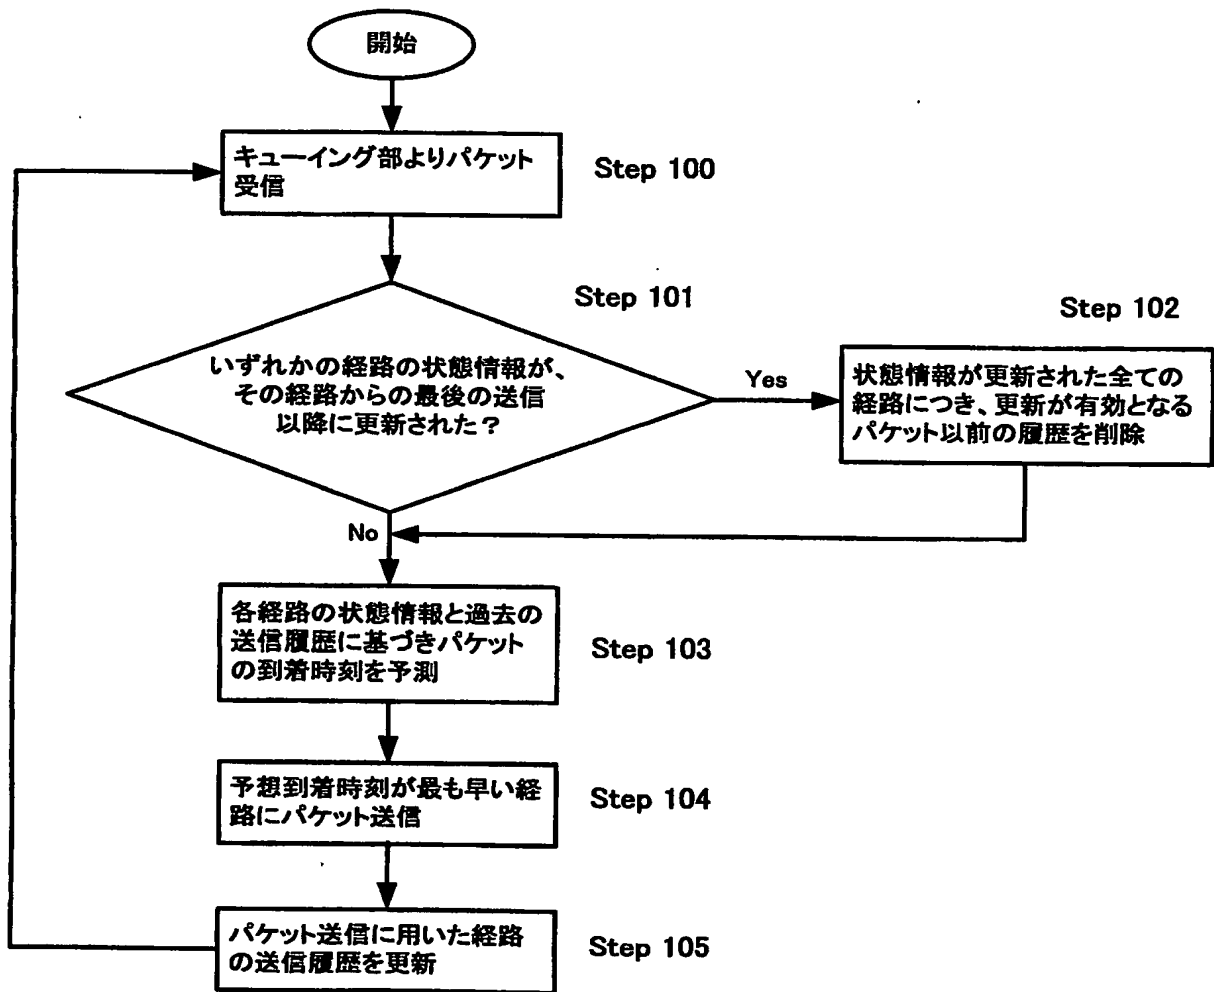 開始
キューイング部よりパケット
受信
Step 100
Step 101
いずれかの経路の状態情報が、
その経路からの最後の送信
以降に更新された?
Yes
Step 102
状態情報が更新された全ての
経路につき、更新が有効となる
パケット以前の履歴を削除
No
各経路の状態情報と過去の
送信履歴に基づきパケット
の到着時刻を予測
Step 103
予想到着時刻が最も早い経
路にパケット送信
Step 104
パケット送信に用いた経路
の送信履歴を更新
Step 105